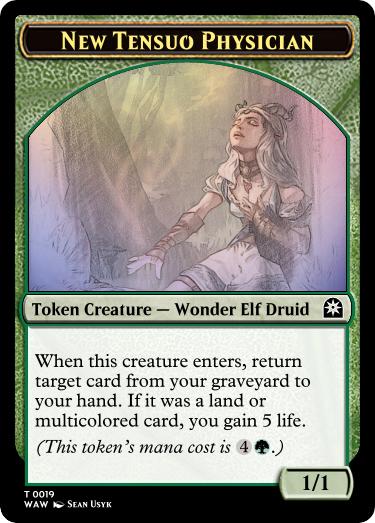 New Tensuo Physician
Token Creature — Wonder Elf Druid
When this creature enters, return
target card from your graveyard to
your hand. If it was a land or
multicolored card, you gain 5 life.
(This token's mana cost is 4.)
1/1
T 0019
WAW Sean Usyk